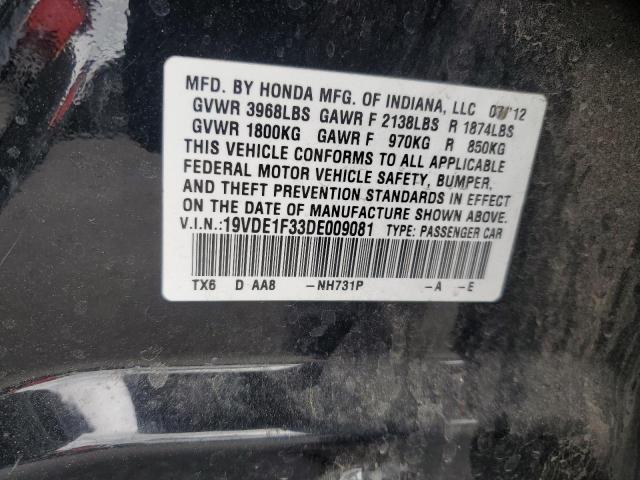 MFD. BY HONDA MFG. OF INDIANA, LLC 07/12
GVWR 3968LBS GAWR F 2138LBS R 1874LBS
GVWR 1800KG GAWR F 970KG R 850KG
THIS VEHICLE CONFORMS TO ALL APPLICABLE
FEDERAL MOTOR VEHICLE SAFETY, BUMPER,
AND THEFT PREVENTION STANDARDS IN EFFECT
ON THE DATE OF MANUFACTURE SHOWN ABOVE.
V.I.N.:19VDE1F33DE009081 TYPE: PASSENGER CAR
TX6 D AA8 -NH731P -A -E